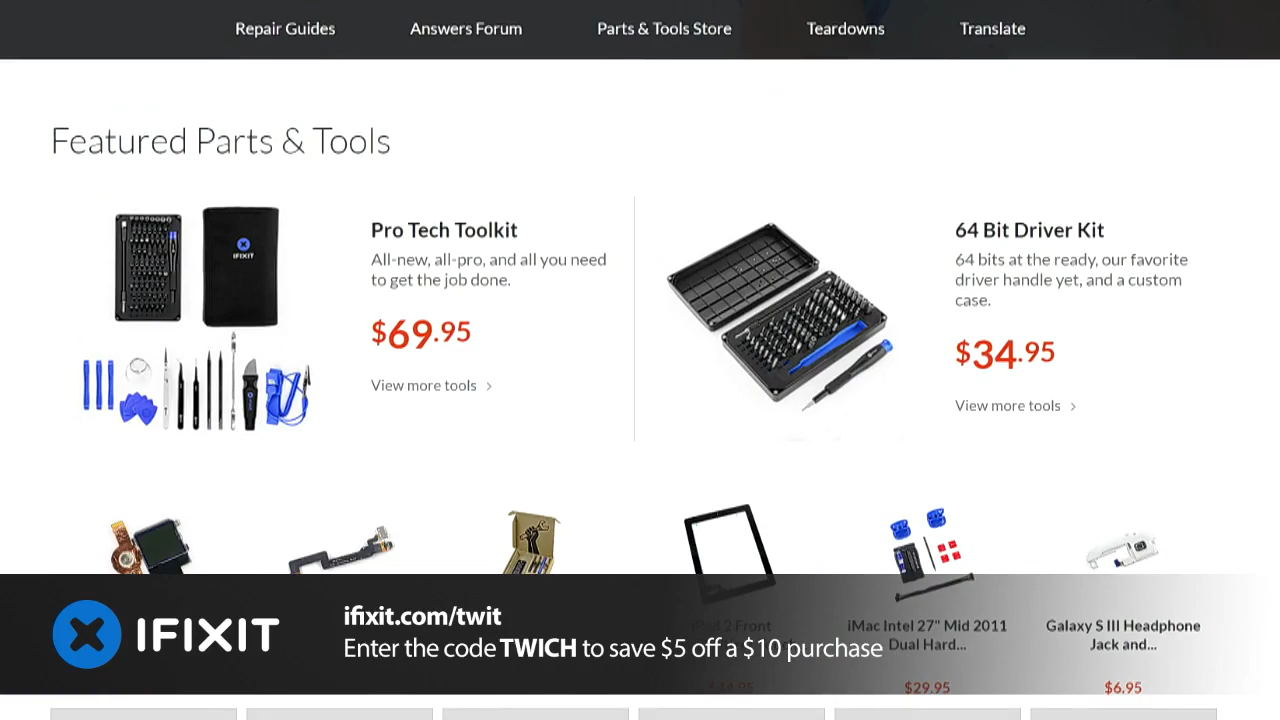 Repair Guides
Answers Forum
Parts & Tools Store
Teardowns
Translate
Featured Parts & Tools
IFIXIT
Pro Tech Toolkit
All-new, all-pro, and all you need
to get the job done.
$69.95
View more tools >
64 Bit Driver Kit
64 bits at the ready, our favorite
driver handle yet, and a custom
case.
$34.95
View more tools >
IFIXIT
ifixit.com/twit
Enter the code TWICH to save $5 off a $10 purchase
iPad 2 Front
iMac Intel 27" Mid 2011
Dual Hard...
$29.95
Galaxy S III Headphone
Jack and...
$6.95